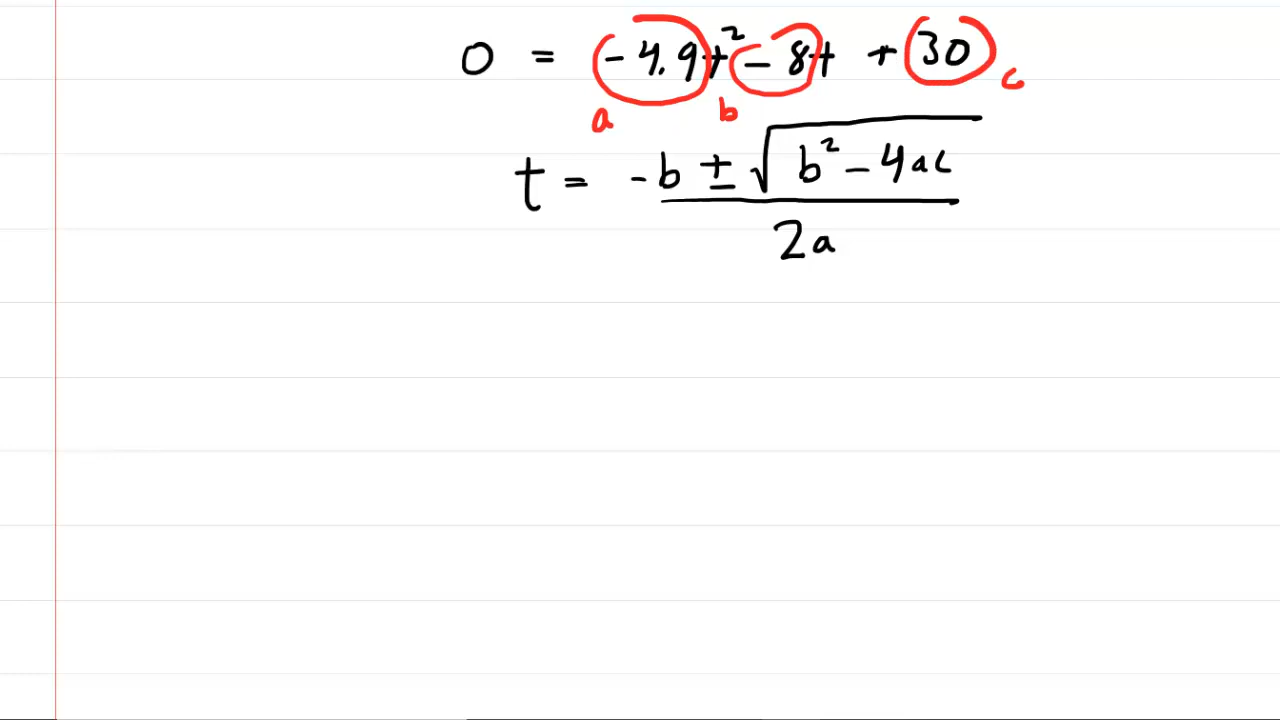 0 = -4.9t² - 8t + 30
a b c
t = -b ± √b² - 4ac
2a